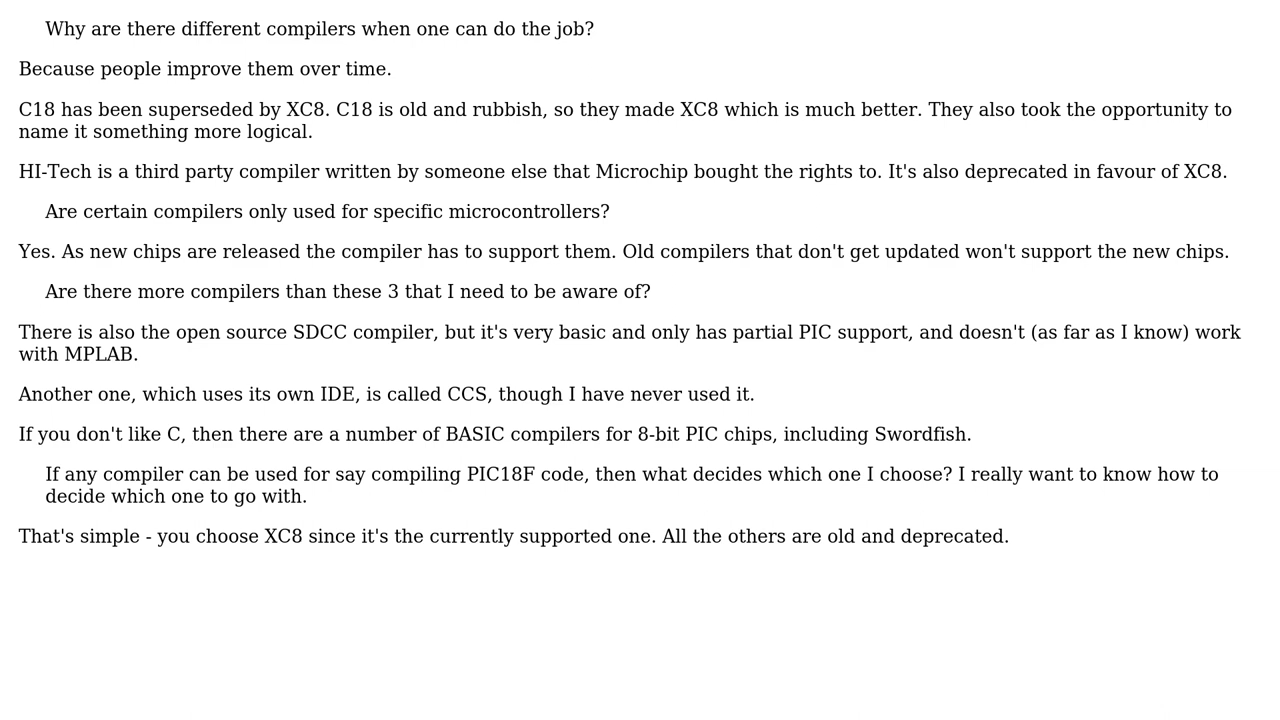 Why are there different compilers when one can do the job?
Because people improve them over time.
C18 has been superseded by XC8. C18 is old and rubbish, so they made XC8 which is much better. They also took the opportunity to
name it something more logical.
HI-Tech is a third party compiler written by someone else that Microchip bought the rights to. It's also deprecated in favour of XC8.
Are certain compilers only used for specific microcontrollers?
Yes. As new chips are released the compiler has to support them. Old compilers that don't get updated won't support the new chips.
Are there more compilers than these 3 that I need to be aware of?
There is also the open source SDCC compiler, but it's very basic and only has partial PIC support, and doesn't (as far as I know) work
with MPLAB.
Another one, which uses its own IDE, is called CCS, though I have never used it.
If you don't like C, then there are a number of BASIC compilers for 8-bit PIC chips, including Swordfish.
If any compiler can be used for say compiling PIC18F code, then what decides which one I choose? I really want to know how to
decide which one to go with.
That's simple - you choose XC8 since it's the currently supported one. All the others are old and deprecated.